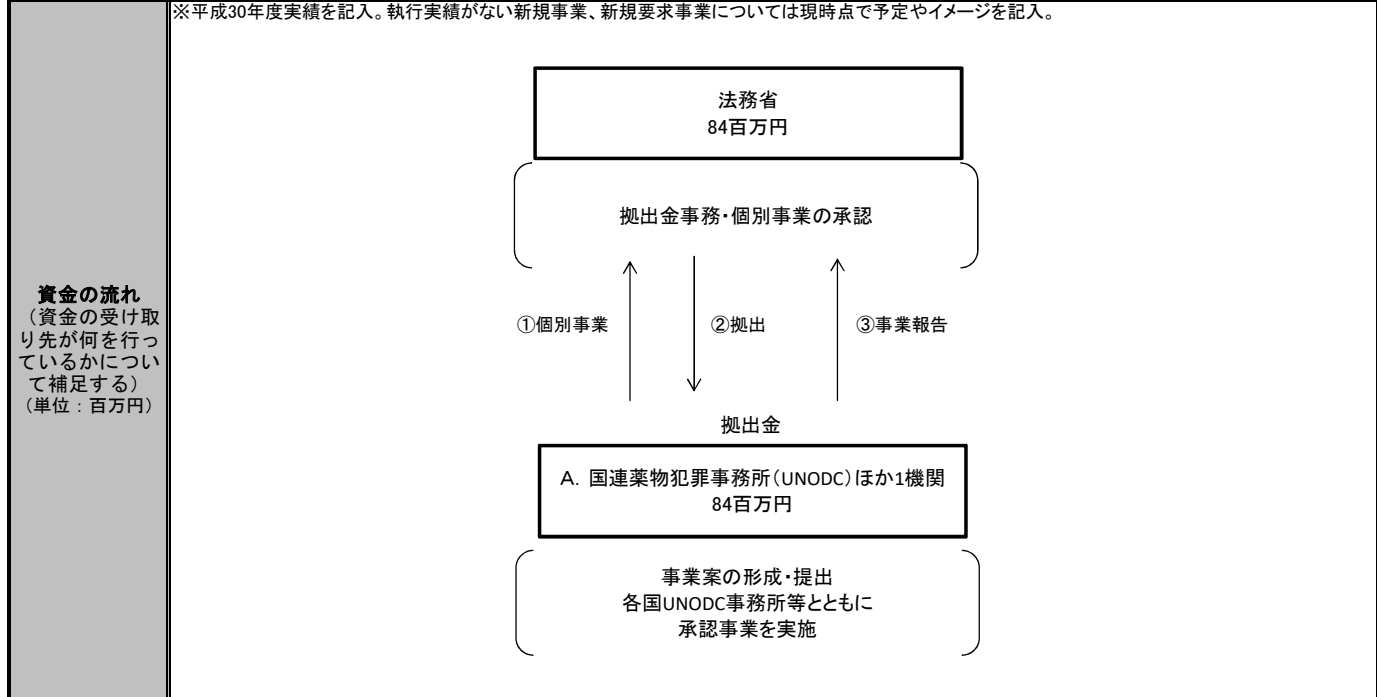 ※平成30年度実績を記入。執行実績がない新規事業、新規要求事業については現時点で予定やイメージを記入。
資金の流れ
(資金の受け取
り先が何を行っ
ているかについ
て補足する)
(単位:百万円)
法務省
84百万円
拠出金事務・個別事業の承認
①個別事業
②拠出
③事業報告
拠出金
A. 国連薬物犯罪事務所(UNODC)ほか1機関
84百万円
事業案の形成・提出
各国UNODC事務所等とともに
承認事業を実施